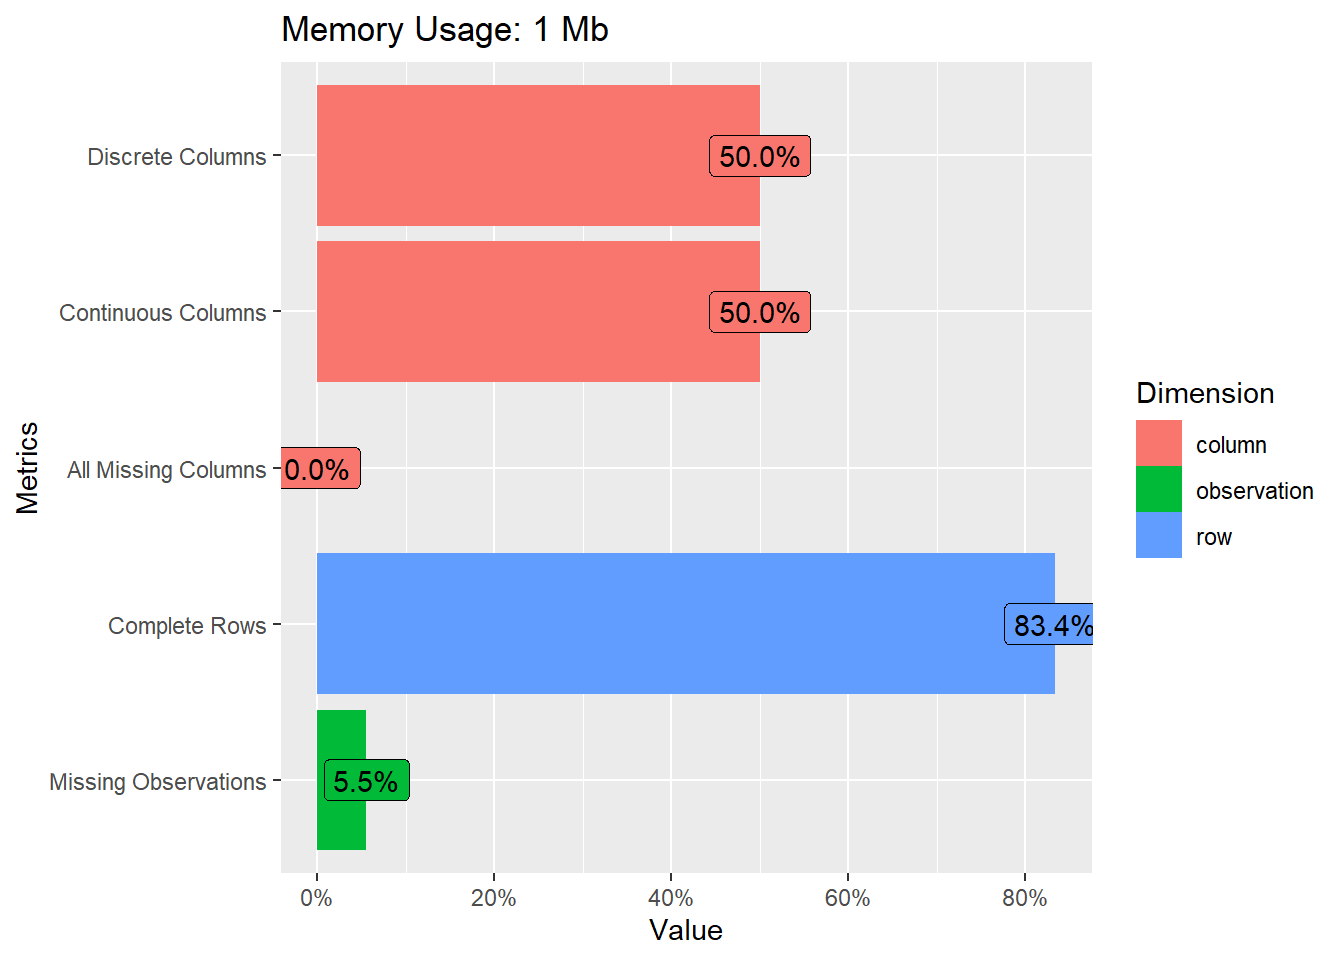 Memory Usage: 1 Mb
Metrics
Discrete Columns
50.0%
Continuous Columns
50.0%
All Missing Columns
0.0%
Complete Rows
83.4%
Missing Observations
5.5%
0%
20%
40%
60%
80%
Value
Dimension
column
observation
row